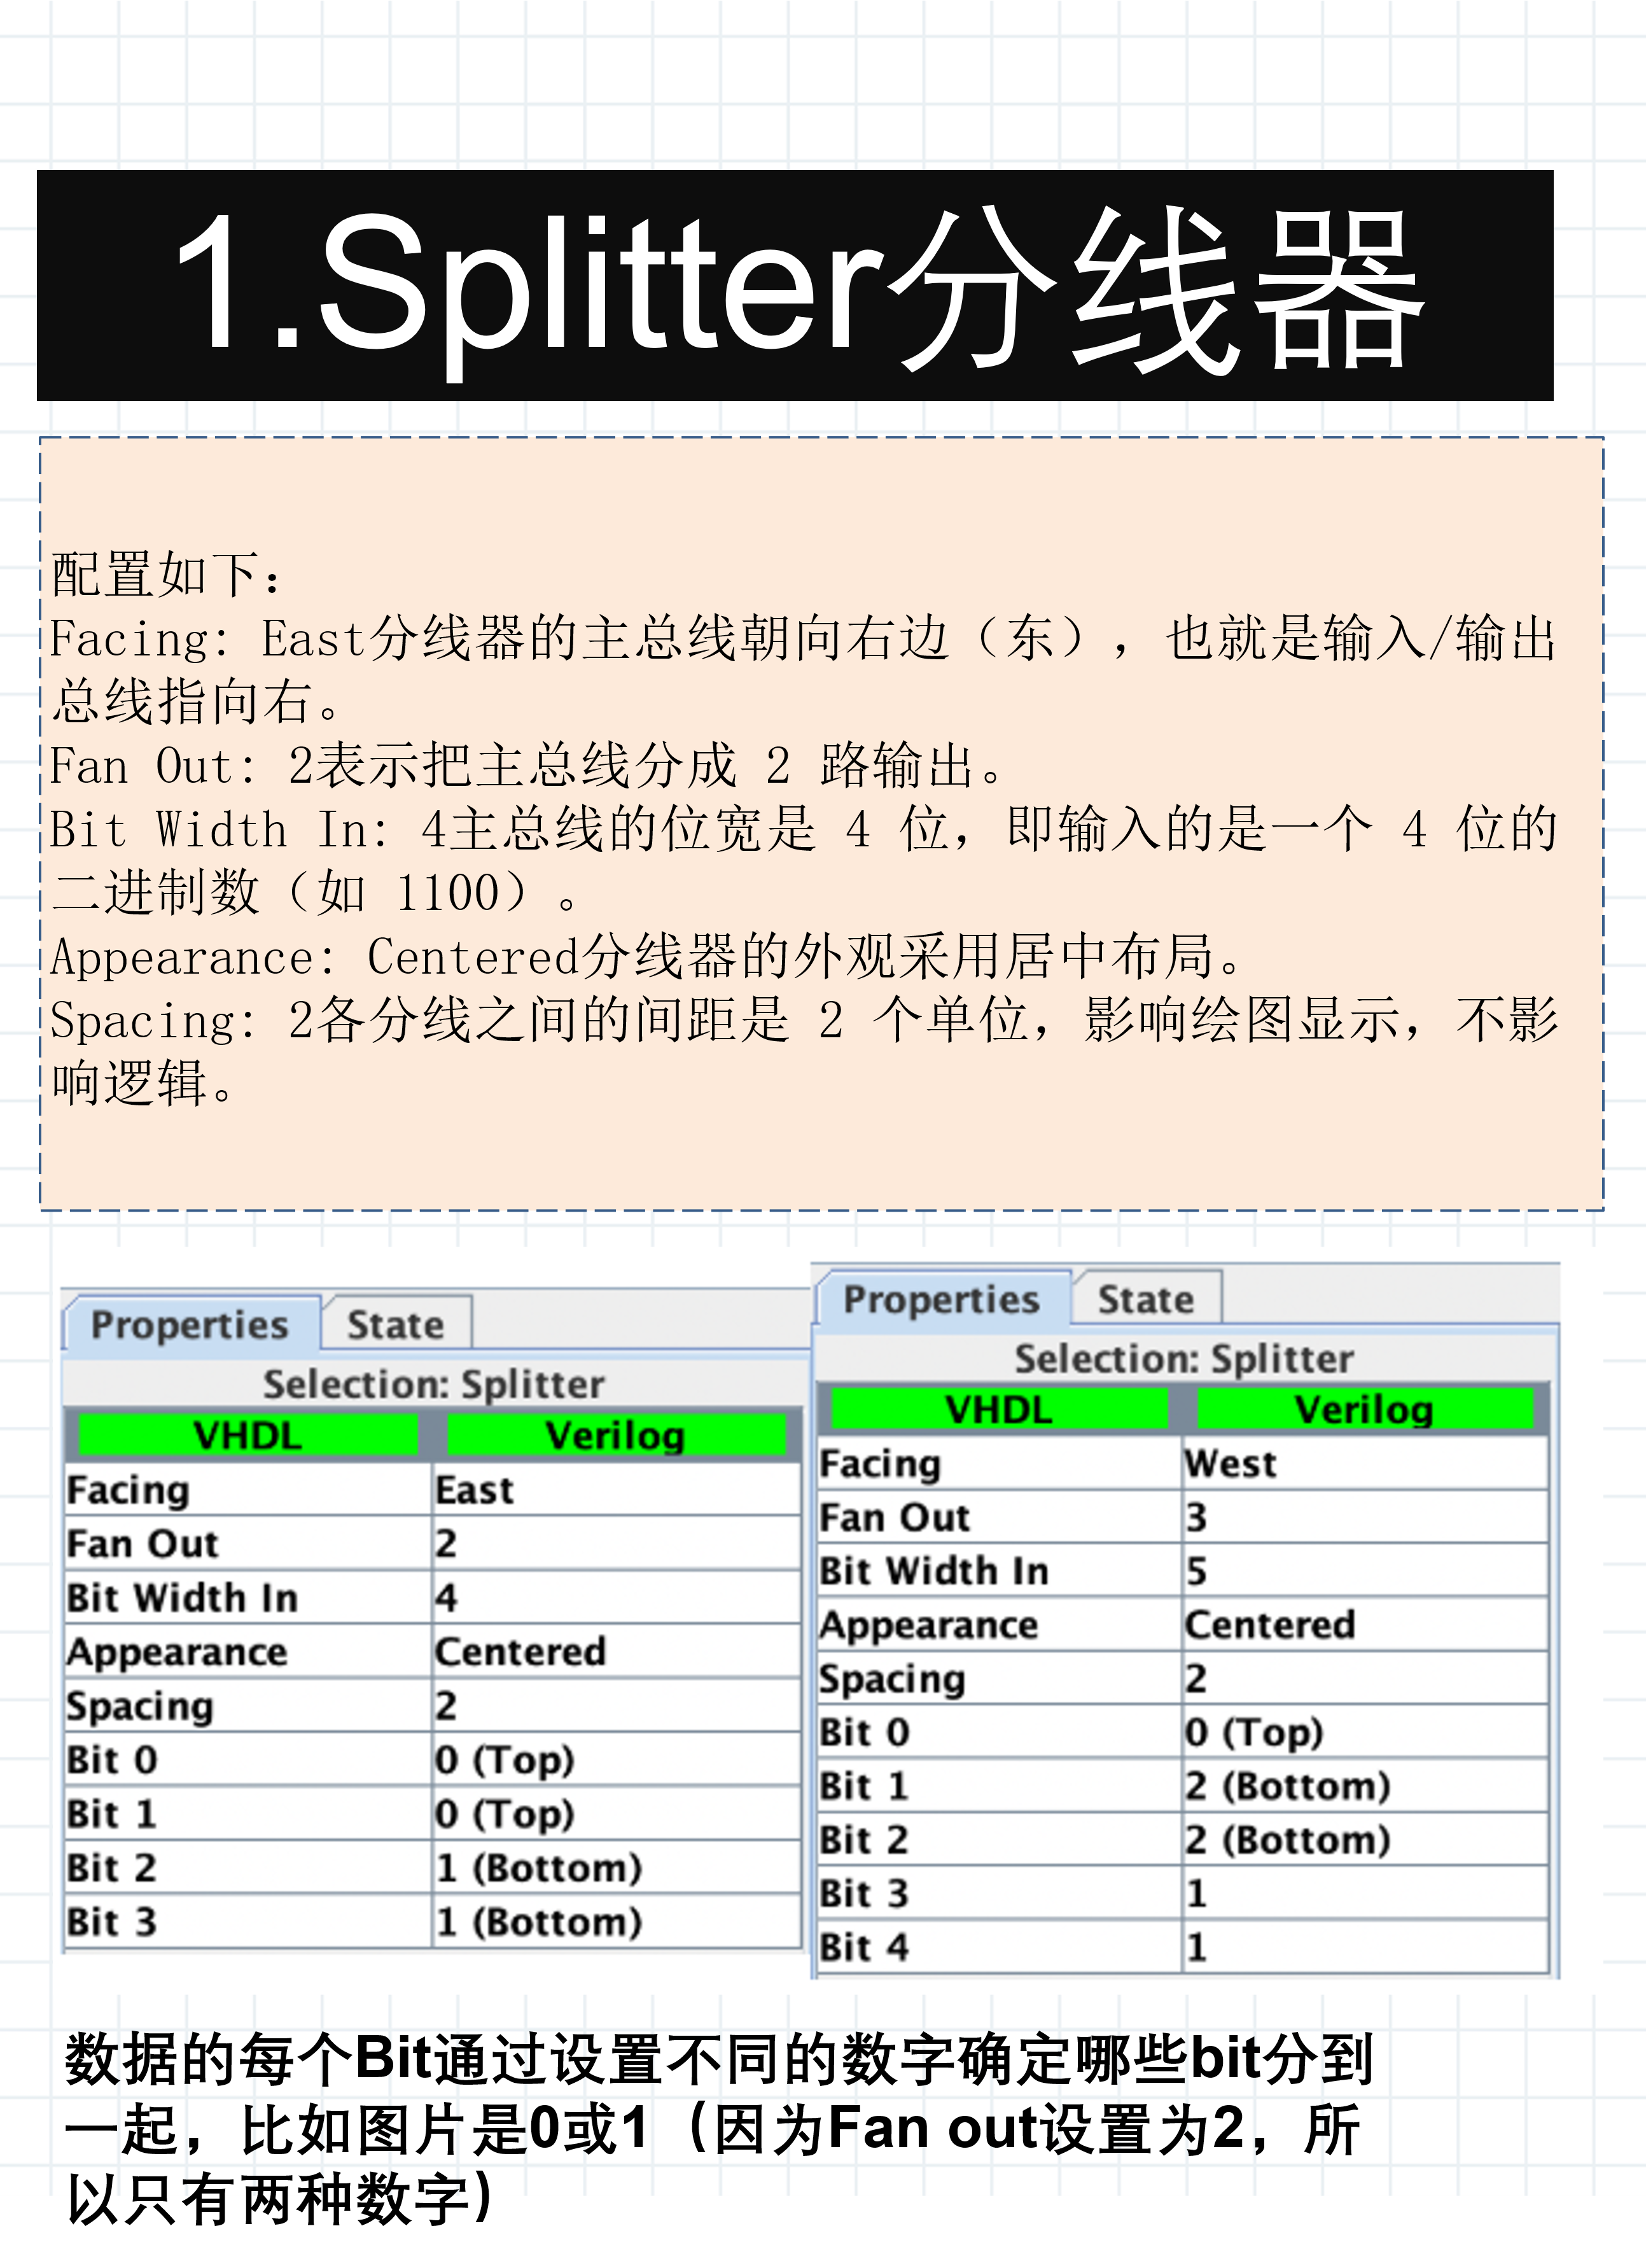 1.Splitter分线器
配置如下：
Facing: East分线器的主总线朝向右边（东），也就是输入/输出
总线指向右。
Fan Out: 2表示把主总线分成 2 路输出。
Bit Width In: 4主总线的位宽是 4 位，即输入的是一个 4 位的
二进制数（如 1100）。
Appearance: Centered分线器的外观采用居中布局。
Spacing: 2各分线之间的间距是 2 个单位，影响绘图显示，不影
响逻辑。
Properties State
Selection: Splitter
VHDL Verilog
Facing East
Fan Out 2
Bit Width In 4
Appearance Centered
Spacing 2
Bit 0 0 (Top)
Bit 1 0 (Top)
Bit 2 1 (Bottom)
Bit 3 1 (Bottom)
Properties State
Selection: Splitter
VHDL Verilog
Facing West
Fan Out 3
Bit Width In 5
Appearance Centered
Spacing 2
Bit 0 0 (Top)
Bit 1 2 (Bottom)
Bit 2 2 (Bottom)
Bit 3 1
Bit 4 1
数据的每个Bit通过设置不同的数字确定哪些bit分到
一起，比如图片是0或1（因为Fan out设置为2，所
以只有两种数字）